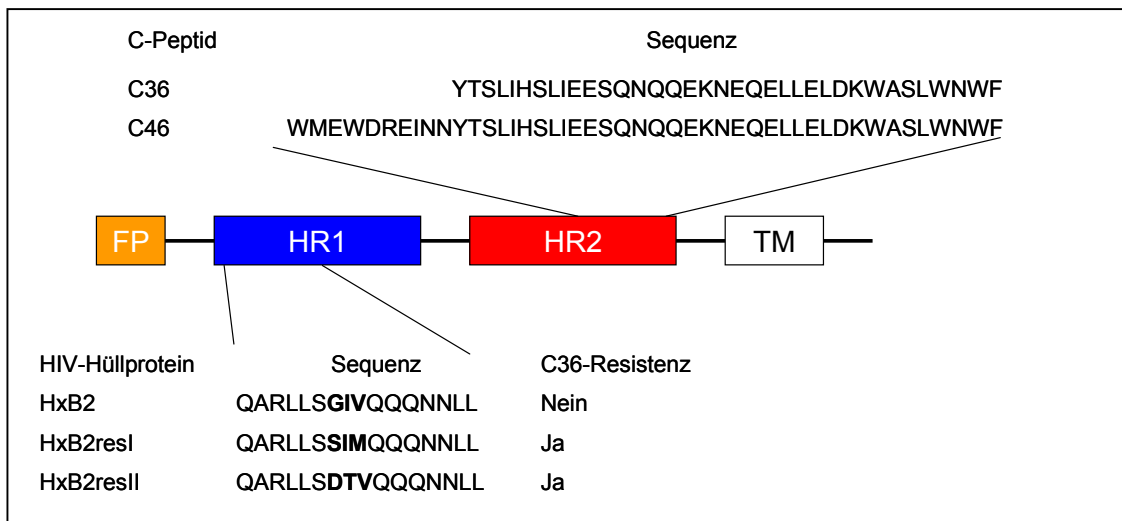 C-Peptid Sequenz
C36 YTSLIHSLIEESQNQQEKNEQELLELDKWASLWNWF
C46 WMEWDREINNYTSLIHSLIEESQNQQEKNEQELLELDKWASLWNWF
FP HR1 HR2 TM
HIV-Hüllprotein Sequenz C36-Resistenz
HxB2 QARLLSGIVQQQNNLL Nein
HxB2resI QARLLSSIMQQQNNLL Ja
HxB2resII QARLLSDTVQQQNNLL Ja